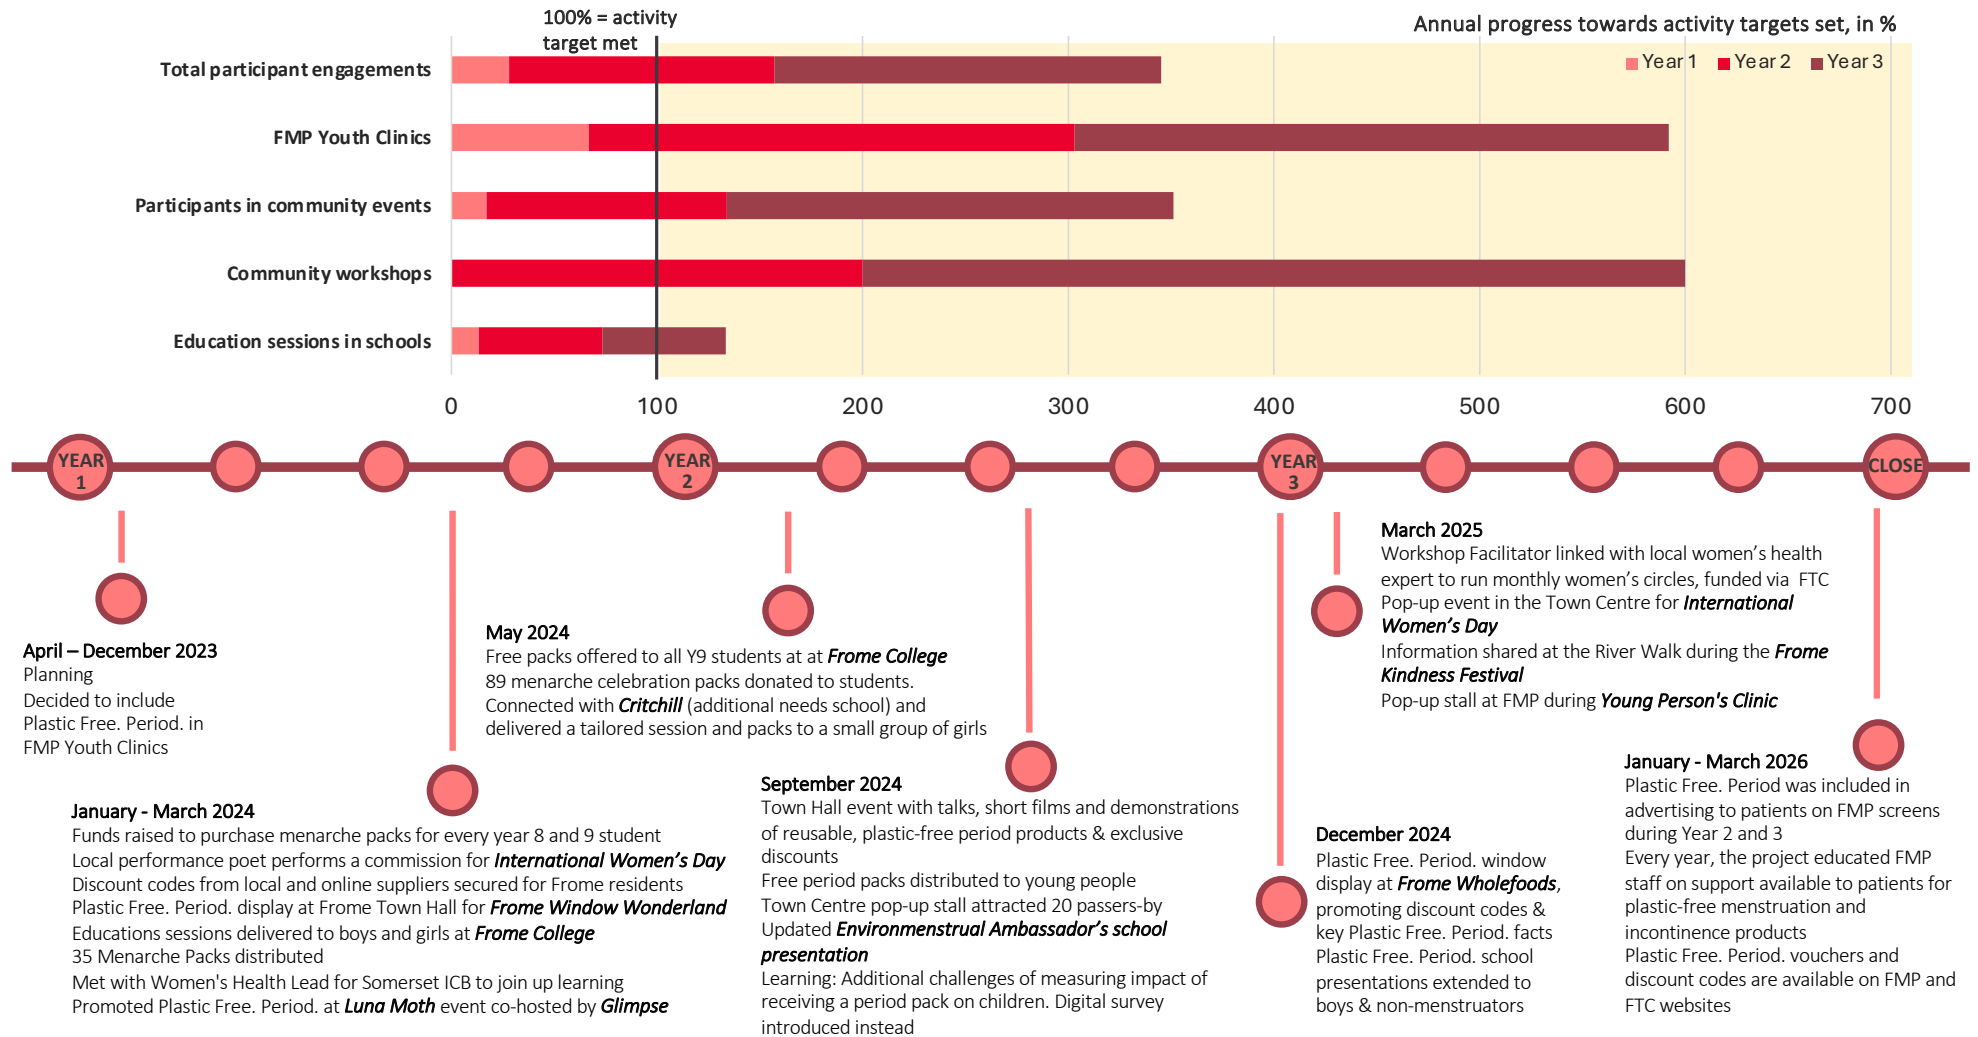 100% = activity
target met
Annual progress towards activity targets set, in %
Year 1
Year 2
Year 3
Total participant engagements
FMP Youth Clinics
Participants in community events
Community workshops
Education sessions in schools
0
100
200
300
400
500
600
700
YEAR
1
YEAR
2
YEAR
3
CLOSE
April – December 2023
Planning
Decided to include
Plastic Free. Period. in
FMP Youth Clinics
January - March 2024
Funds raised to purchase menarche packs for every year 8 and 9 student
Local performance poet performs a commission for International Women's Day
Discount codes from local and online suppliers secured for Frome residents
Plastic Free. Period. display at Frome Town Hall for Frome Window Wonderland
Educations sessions delivered to boys and girls at Frome College
35 Menarche Packs distributed
Met with Women's Health Lead for Somerset ICB to join up learning
Promoted Plastic Free. Period. at Luna Moth event co-hosted by Glimpse
May 2024
Free packs offered to all Y9 students at at Frome College
89 menarche celebration packs donated to students.
Connected with Critchill (additional needs school) and
delivered a tailored session and packs to a small group of girls
September 2024
Town Hall event with talks, short films and demonstrations
of reusable, plastic-free period products & exclusive
discounts
Free period packs distributed to young people
Town Centre pop-up stall attracted 20 passers-by
Updated Environmenstrual Ambassador's school
presentation
Learning: Additional challenges of measuring impact of
receiving a period pack on children. Digital survey
introduced instead
December 2024
Plastic Free. Period. window
display at Frome Wholefoods,
promoting discount codes &
key Plastic Free. Period. facts
Plastic Free. Period. school
presentations extended to
boys & non-menstruators
March 2025
Workshop Facilitator linked with local women's health
expert to run monthly women's circles, funded via FTC
Pop-up event in the Town Centre for International
Women's Day
Information shared at the River Walk during the Frome
Kindness Festival
Pop-up stall at FMP during Young Person's Clinic
January - March 2026
Plastic Free. Period was included in
advertising to patients on FMP screens
during Year 2 and 3
Every year, the project educated FMP
staff on support available to patients for
plastic-free menstruation and
incontinence products
Plastic Free. Period. vouchers and
discount codes are available on FMP and
FTC websites